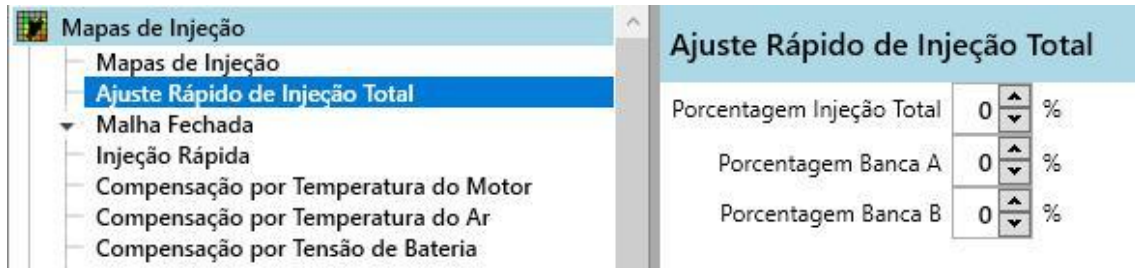 Mapas de Injeção
Mapas de Injeção
Ajuste Rápido de Injeção Total
Malha Fechada
Injeção Rápida
Compensação por Temperatura do Motor
Compensação por Temperatura do Ar
Compensação por Tensão de Bateria
Ajuste Rápido de Injeção Total
Porcentagem Injeção Total 0 %
Porcentagem Banca A 0 %
Porcentagem Banca B 0 %